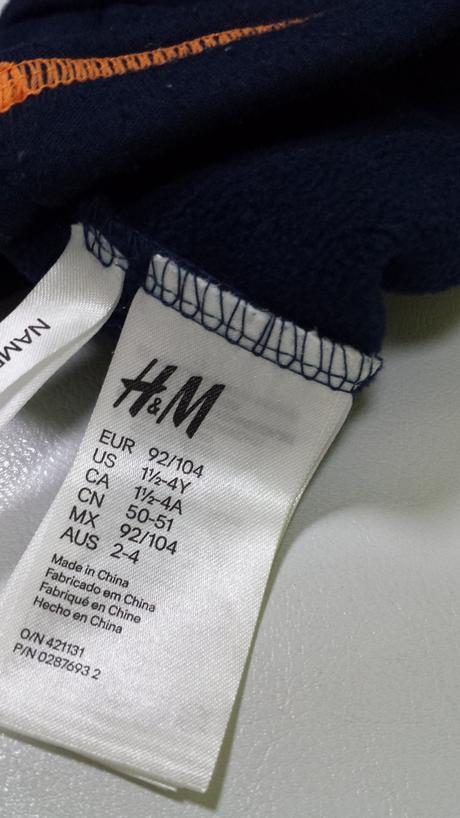 H&M
EUR 92/104
US 1½-4Y
CA 1½-4A
CN 50-51
MX 92/104
AUS 2-4
Made in China
Fabricado em China
Fabriqué en Chine
Hecho en China
O/N 421131
P/N 0287693 2
NAME